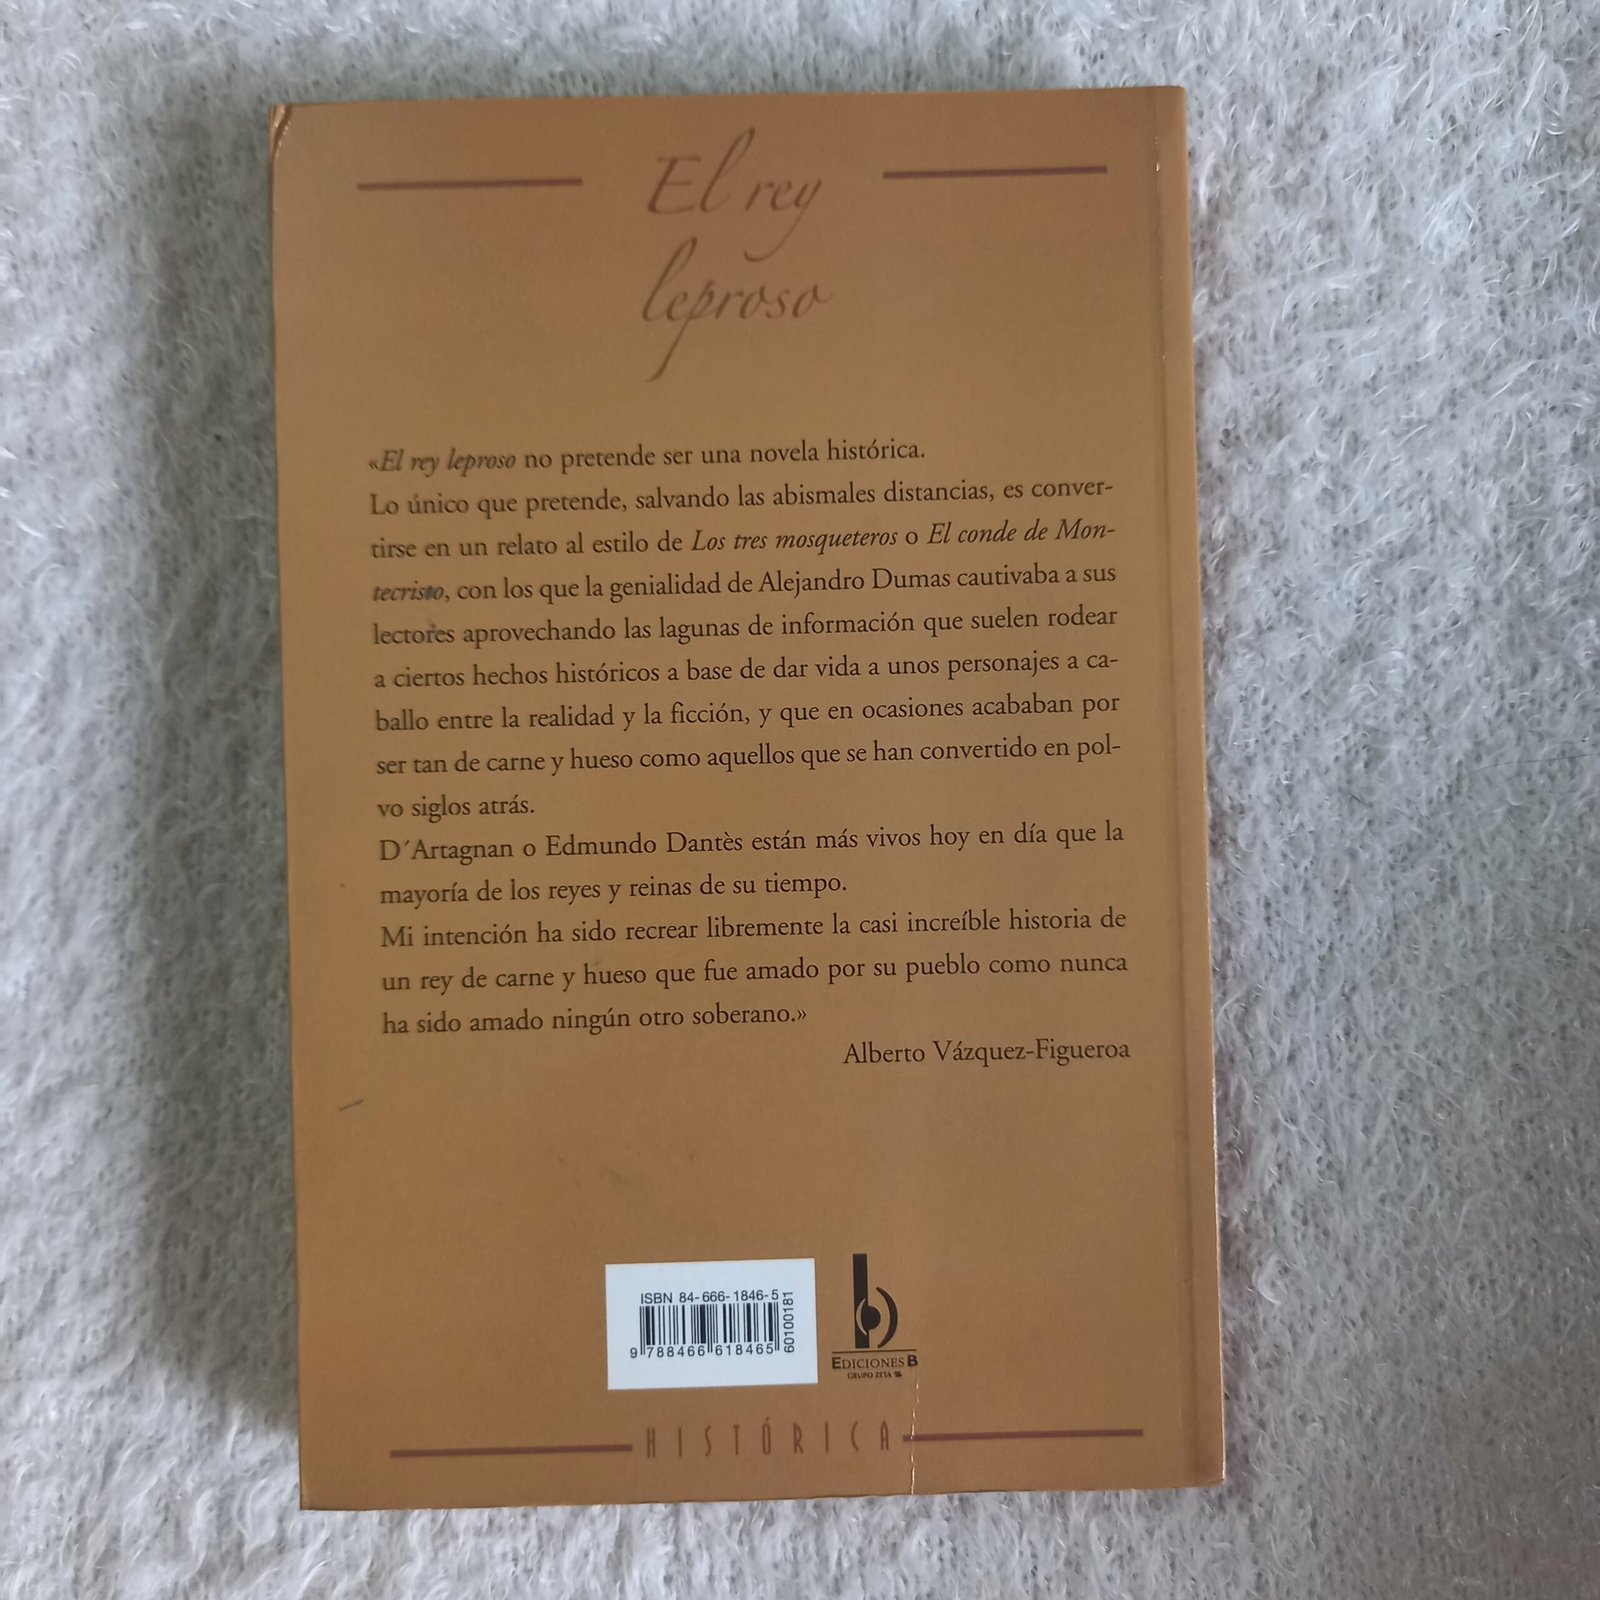 El rey
leproso
«El rey leproso no pretende ser una novela histórica.
Lo único que pretende, salvando las abismales distancias, es conver-
tirse en un relato al estilo de Los tres mosqueteros o El conde de Mon-
tecristo, con los que la genialidad de Alejandro Dumas cautivaba a sus
lectores aprovechando las lagunas de información que suelen rodear
a ciertos hechos históricos a base de dar vida a unos personajes a ca-
ballo entre la realidad y la ficción, y que en ocasiones acababan por
ser tan de carne y hueso como aquellos que se han convertido en pol-
vo siglos atrás.
D´Artagnan o Edmundo Dantès están más vivos hoy en día que la
mayoría de los reyes y reinas de su tiempo.
Mi intención ha sido recrear libremente la casi increíble historia de
un rey de carne y hueso que fue amado por su pueblo como nunca
ha sido amado ningún otro soberano.»
Alberto Vázquez-Figueroa
ISBN 84-666-1846-5
9 788466 618465
60100181
b
EDICIONES B
GRUPO ZETA
HISTÓRICA